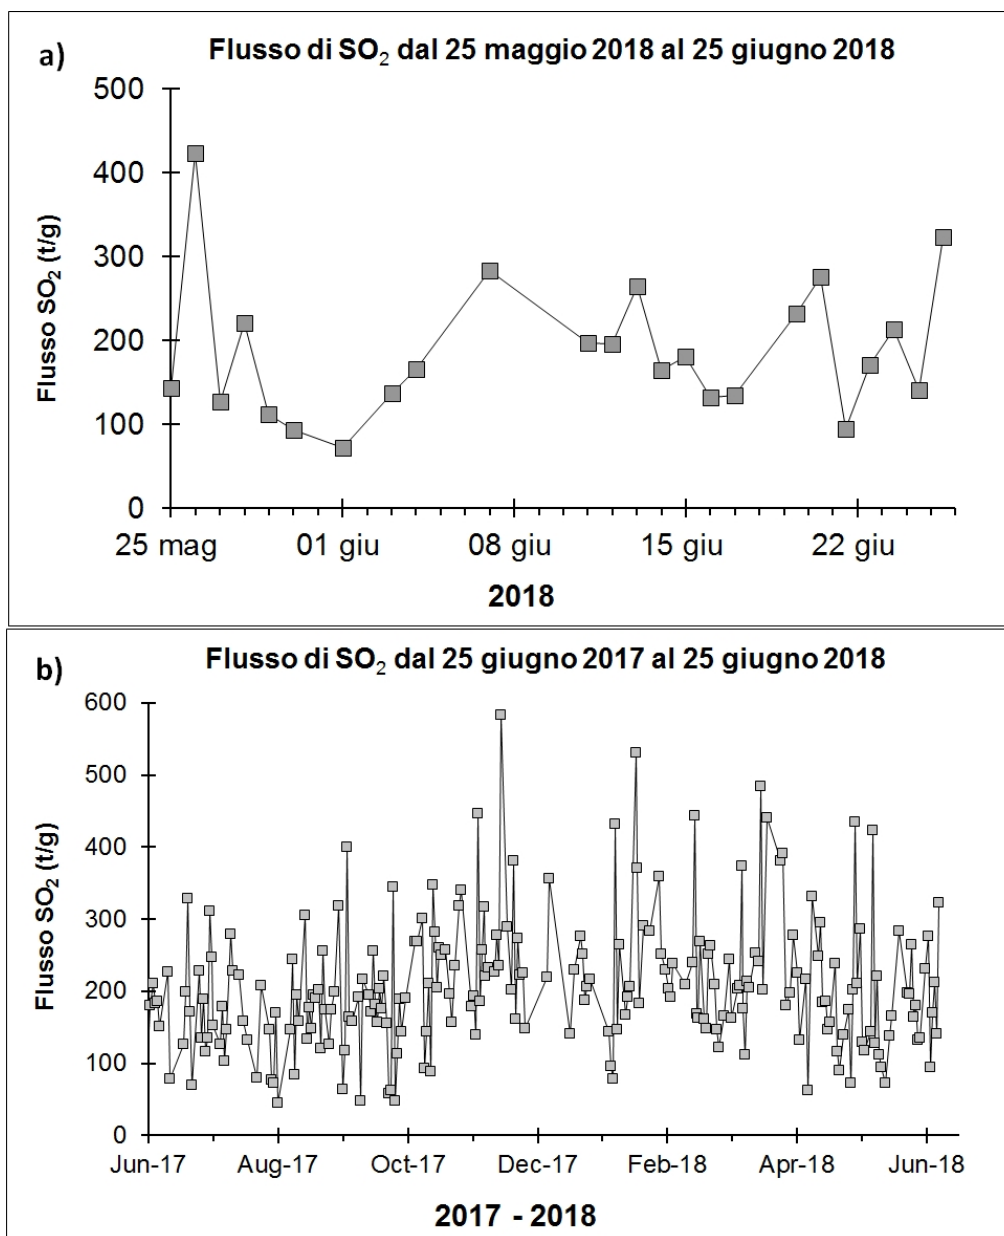 a)
Flusso di SO₂ dal 25 maggio 2018 al 25 giugno 2018
500
400
300
200
100
0
Flusso SO₂ (t/g)
25 mag 01 giu 08 giu 15 giu 22 giu
2018
b)
Flusso di SO₂ dal 25 giugno 2017 al 25 giugno 2018
600
500
400
300
200
100
0
Flusso SO₂ (t/g)
Jun-17 Aug-17 Oct-17 Dec-17 Feb-18 Apr-18 Jun-18
2017 - 2018